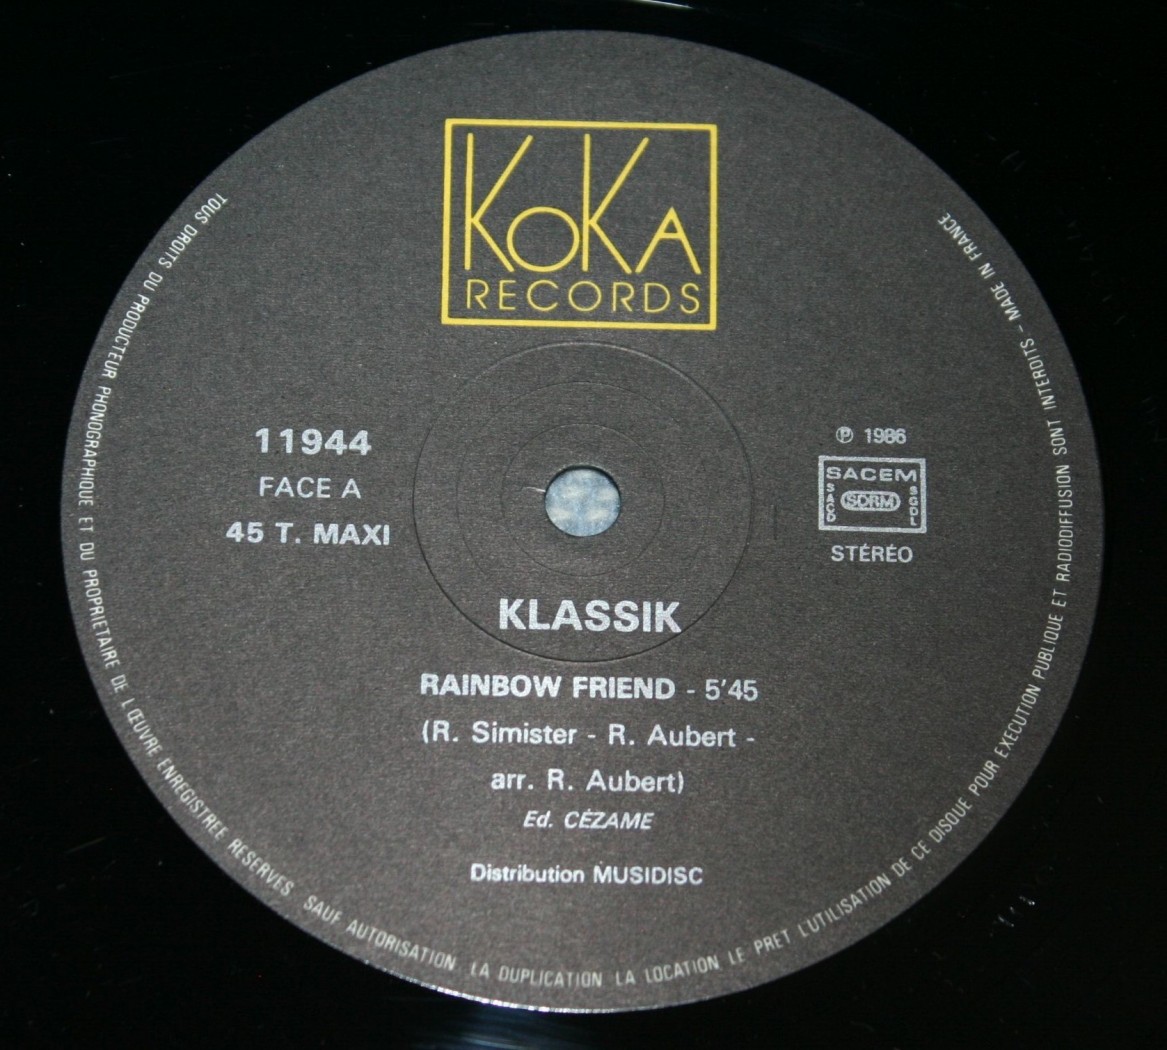 KOKA
RECORDS
11944
FACE A
45 T. MAXI
℗ 1986
SACEM
SACD
SDRM
SGDL
STÉRÉO
KLASSIK
RAINBOW FRIEND - 5'45
(R. Simister - R. Aubert -
arr. R. Aubert)
Ed. CÉZAME
Distribution MUSIDISC
TOUS DROITS DU PRODUCTEUR PHONOGRAPHIQUE ET DU PROPRIETAIRE DE L'ŒUVRE ENREGISTREE RESERVES SAUF AUTORISATION LA DUPLICATION LA LOCATION LE PRET L'UTILISATION DE CE DISQUE POUR EXECUTION PUBLIQUE ET RADIODIFFUSION SONT INTERDITS - MADE IN FRANCE